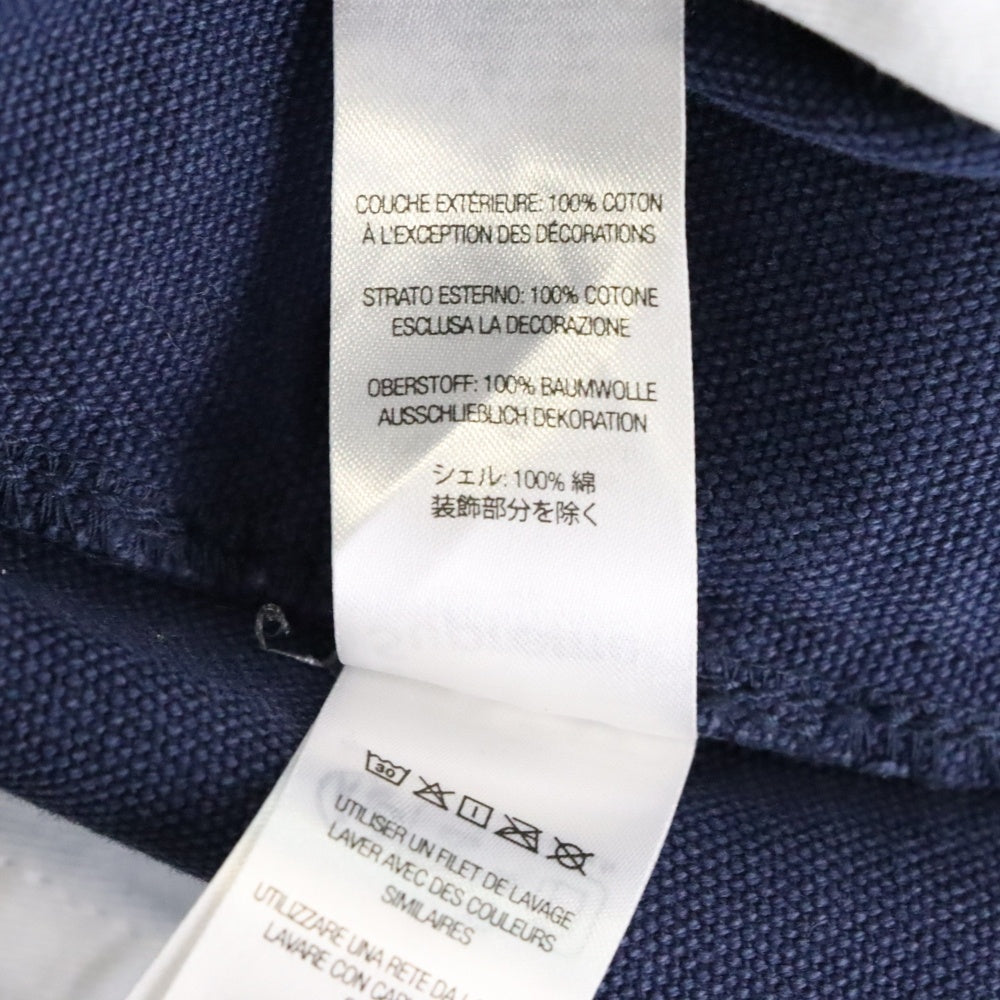 COUCHE EXTÉRIEURE: 100% COTON
À L'EXCEPTION DES DÉCORATIONS
STRATO ESTERNO: 100% COTONE
ESCLUSA LA DECORAZIONE
OBERSTOFF: 100% BAUMWOLLE
AUSSCHLIEßLICH DEKORATION
シェル: 100% 綿
装飾部分を除く
30
UTILISER UN FILET DE LAVAGE
LAVER AVEC DES COULEURS
SIMILAIRES
UTILIZZARE UNA RETE DA
LAVARE CON